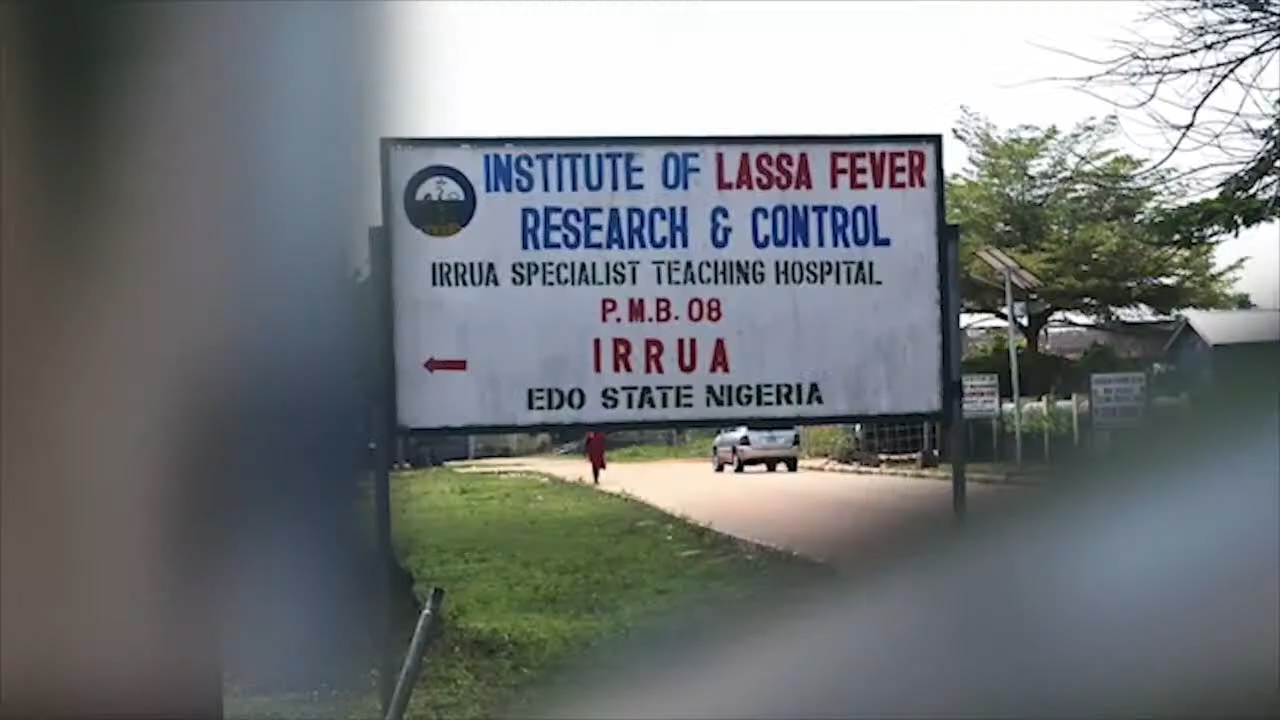 INSTITUTE OF LASSA FEVER
RESEARCH & CONTROL
IRRUA SPECIALIST TEACHING HOSPITAL
P.M.B. 08
IRRUA
EDO STATE NIGERIA